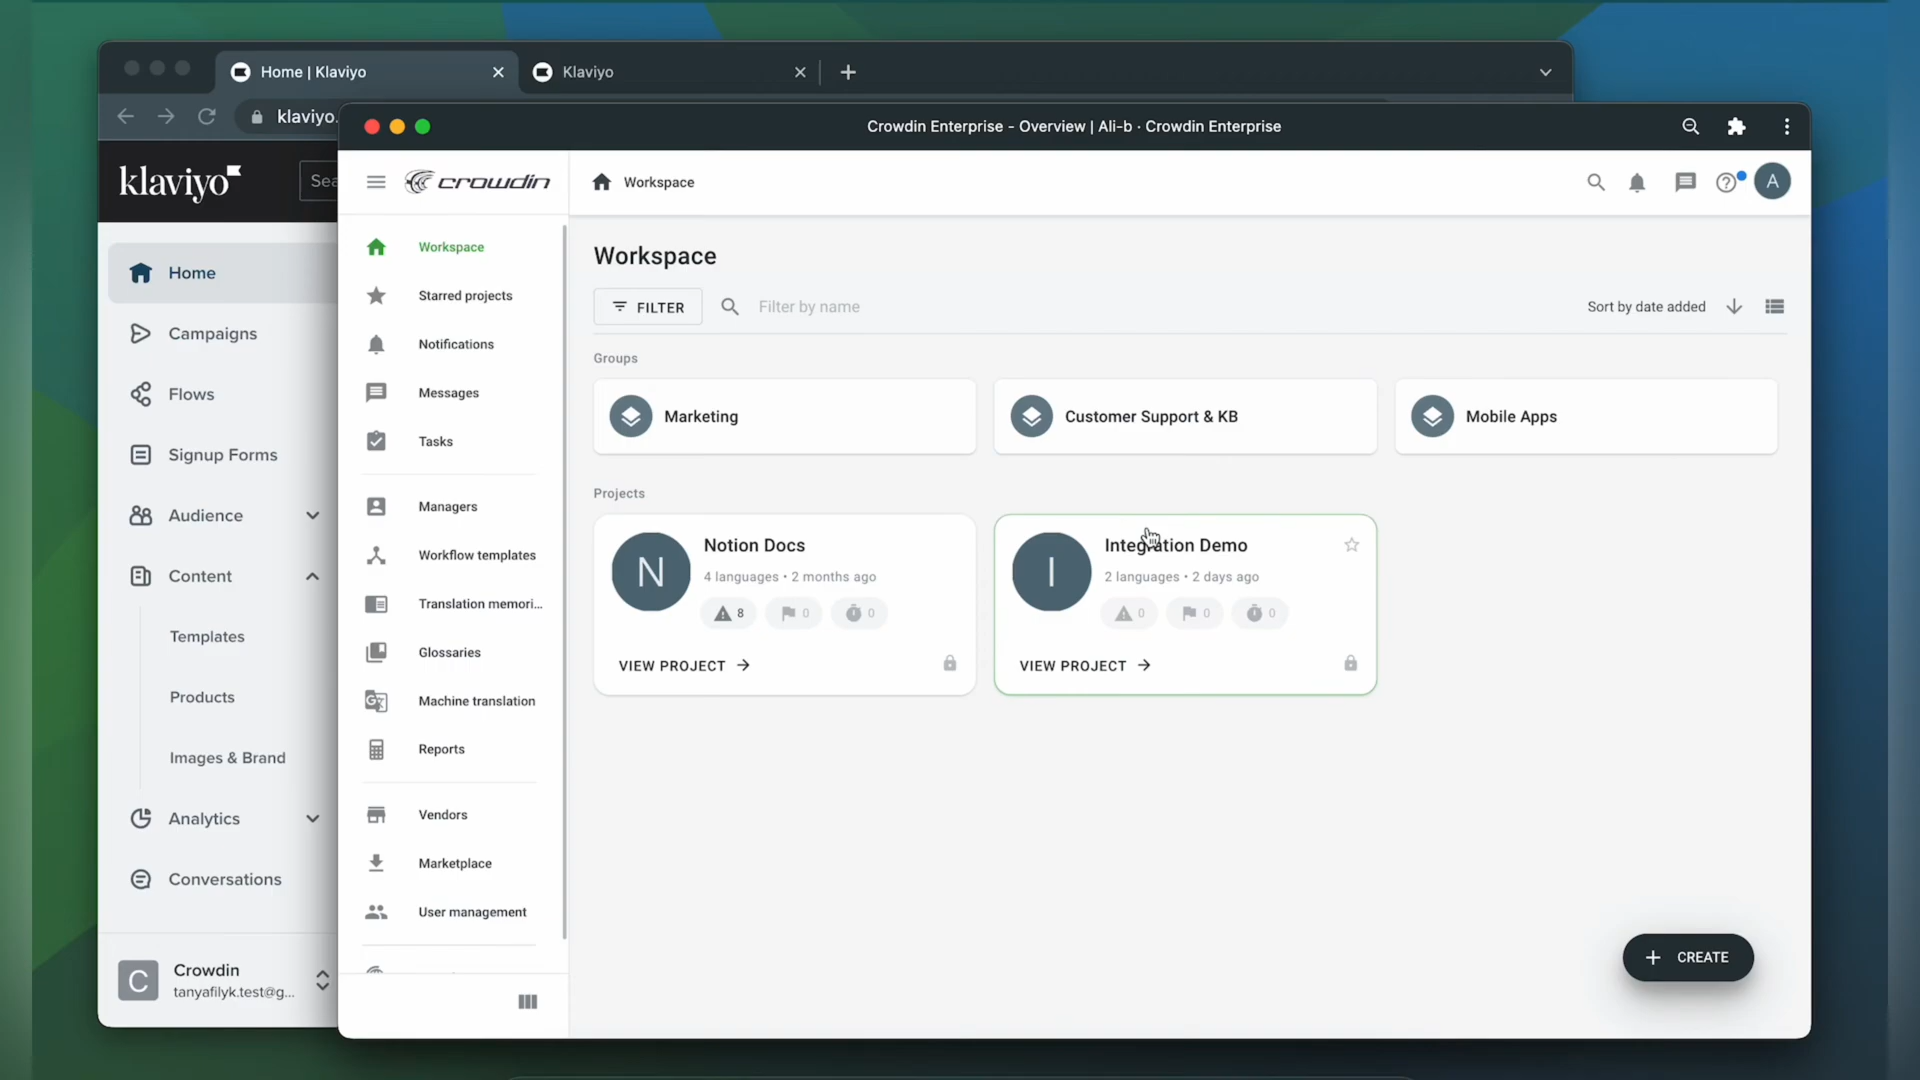 Home | Klaviyo
Klaviyo
klaviyo.
Crowdin Enterprise - Overview | Ali-b · Crowdin Enterprise
klaviyo
Sea
Home
Campaigns
Flows
Signup Forms
Audience
Content
Templates
Products
Images & Brand
Analytics
Conversations
C
Crowdin
tanyafilyk.test@g...
crowdin
Workspace
A
Workspace
Starred projects
Notifications
Messages
Tasks
Managers
Workflow templates
Translation memori...
Glossaries
Machine translation
Reports
Vendors
Marketplace
User management
Workspace
FILTER
Filter by name
Sort by date added
Groups
Marketing
Customer Support & KB
Mobile Apps
Projects
N
Notion Docs
4 languages • 2 months ago
8
0
0
VIEW PROJECT
I
Integration Demo
2 languages • 2 days ago
0
0
0
VIEW PROJECT
CREATE